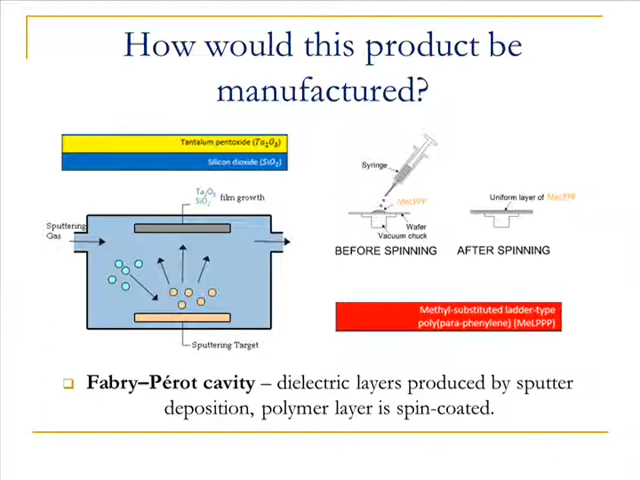 How would this product be
manufactured?
Tantalum pentoxide (Ta₂O₅)
Silicon dioxide (SiO₂)
Ta₂O₅
SiO₂
film growth
Sputtering
Gas
Sputtering Target
Syringe
MeLPPP
Wafer
Vacuum chuck
BEFORE SPINNING
Uniform layer of MeLPPP
AFTER SPINNING
Methyl-substituted ladder-type
poly(para-phenylene) (MeLPPP)
Fabry–Pérot cavity – dielectric layers produced by sputter
deposition, polymer layer is spin-coated.